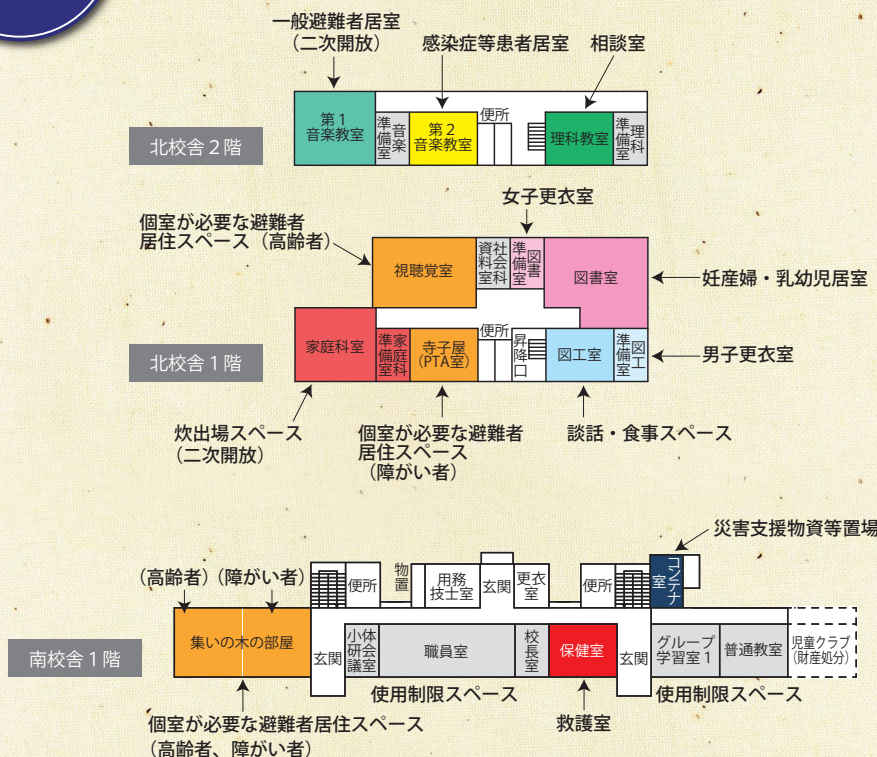 一般避難者居室
（二次開放）
感染症等患者居室
相談室
北校舎２階
第１
音楽教室
音楽
準備室
第２
音楽教室
便所
理科教室
理科
準備室
女子更衣室
個室が必要な避難者
居住スペース（高齢者）
視聴覚室
社会科
資料室
図書
準備室
図書室
妊産婦・乳幼児居室
北校舎１階
家庭科室
家庭科
準備室
寺子屋
（PTA室）
便所
昇降口
図工室
図工
準備室
男子更衣室
炊出場スペース
（二次開放）
個室が必要な避難者
居住スペース
（障がい者）
談話・食事スペース
災害支援物資等置場
（高齢者）（障がい者）
便所
物置
用務
技士室
玄関
更衣
室
便所
コンテナ
室
南校舎１階
集いの木の部屋
玄関
小体
研会
議室
職員室
校長室
保健室
玄関
グループ
学習室１
普通教室
児童クラブ
（財産処分）
使用制限スペース
使用制限スペース
個室が必要な避難者居住スペース
（高齢者、障がい者）
救護室